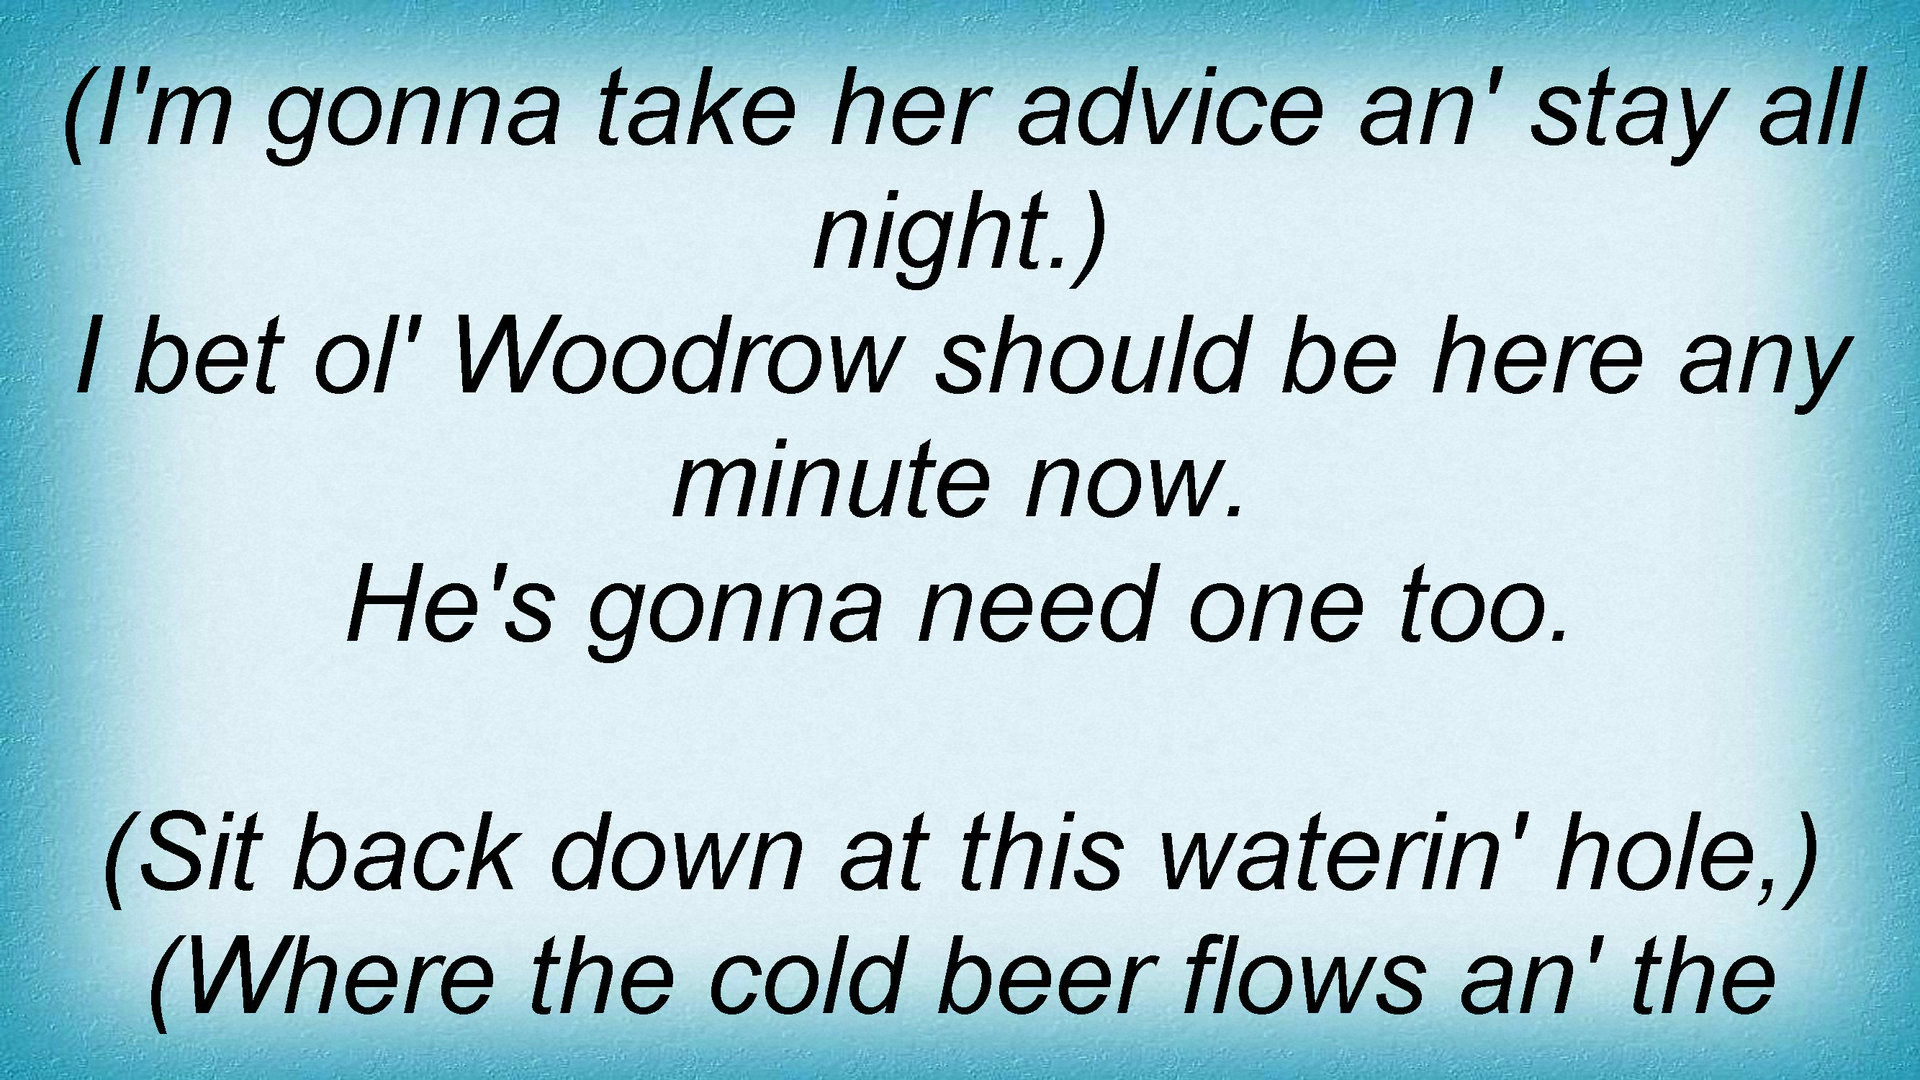 (I'm gonna take her advice an' stay all
night.)
I bet ol' Woodrow should be here any
minute now.
He's gonna need one too.
(Sit back down at this waterin' hole,)
(Where the cold beer flows an' the